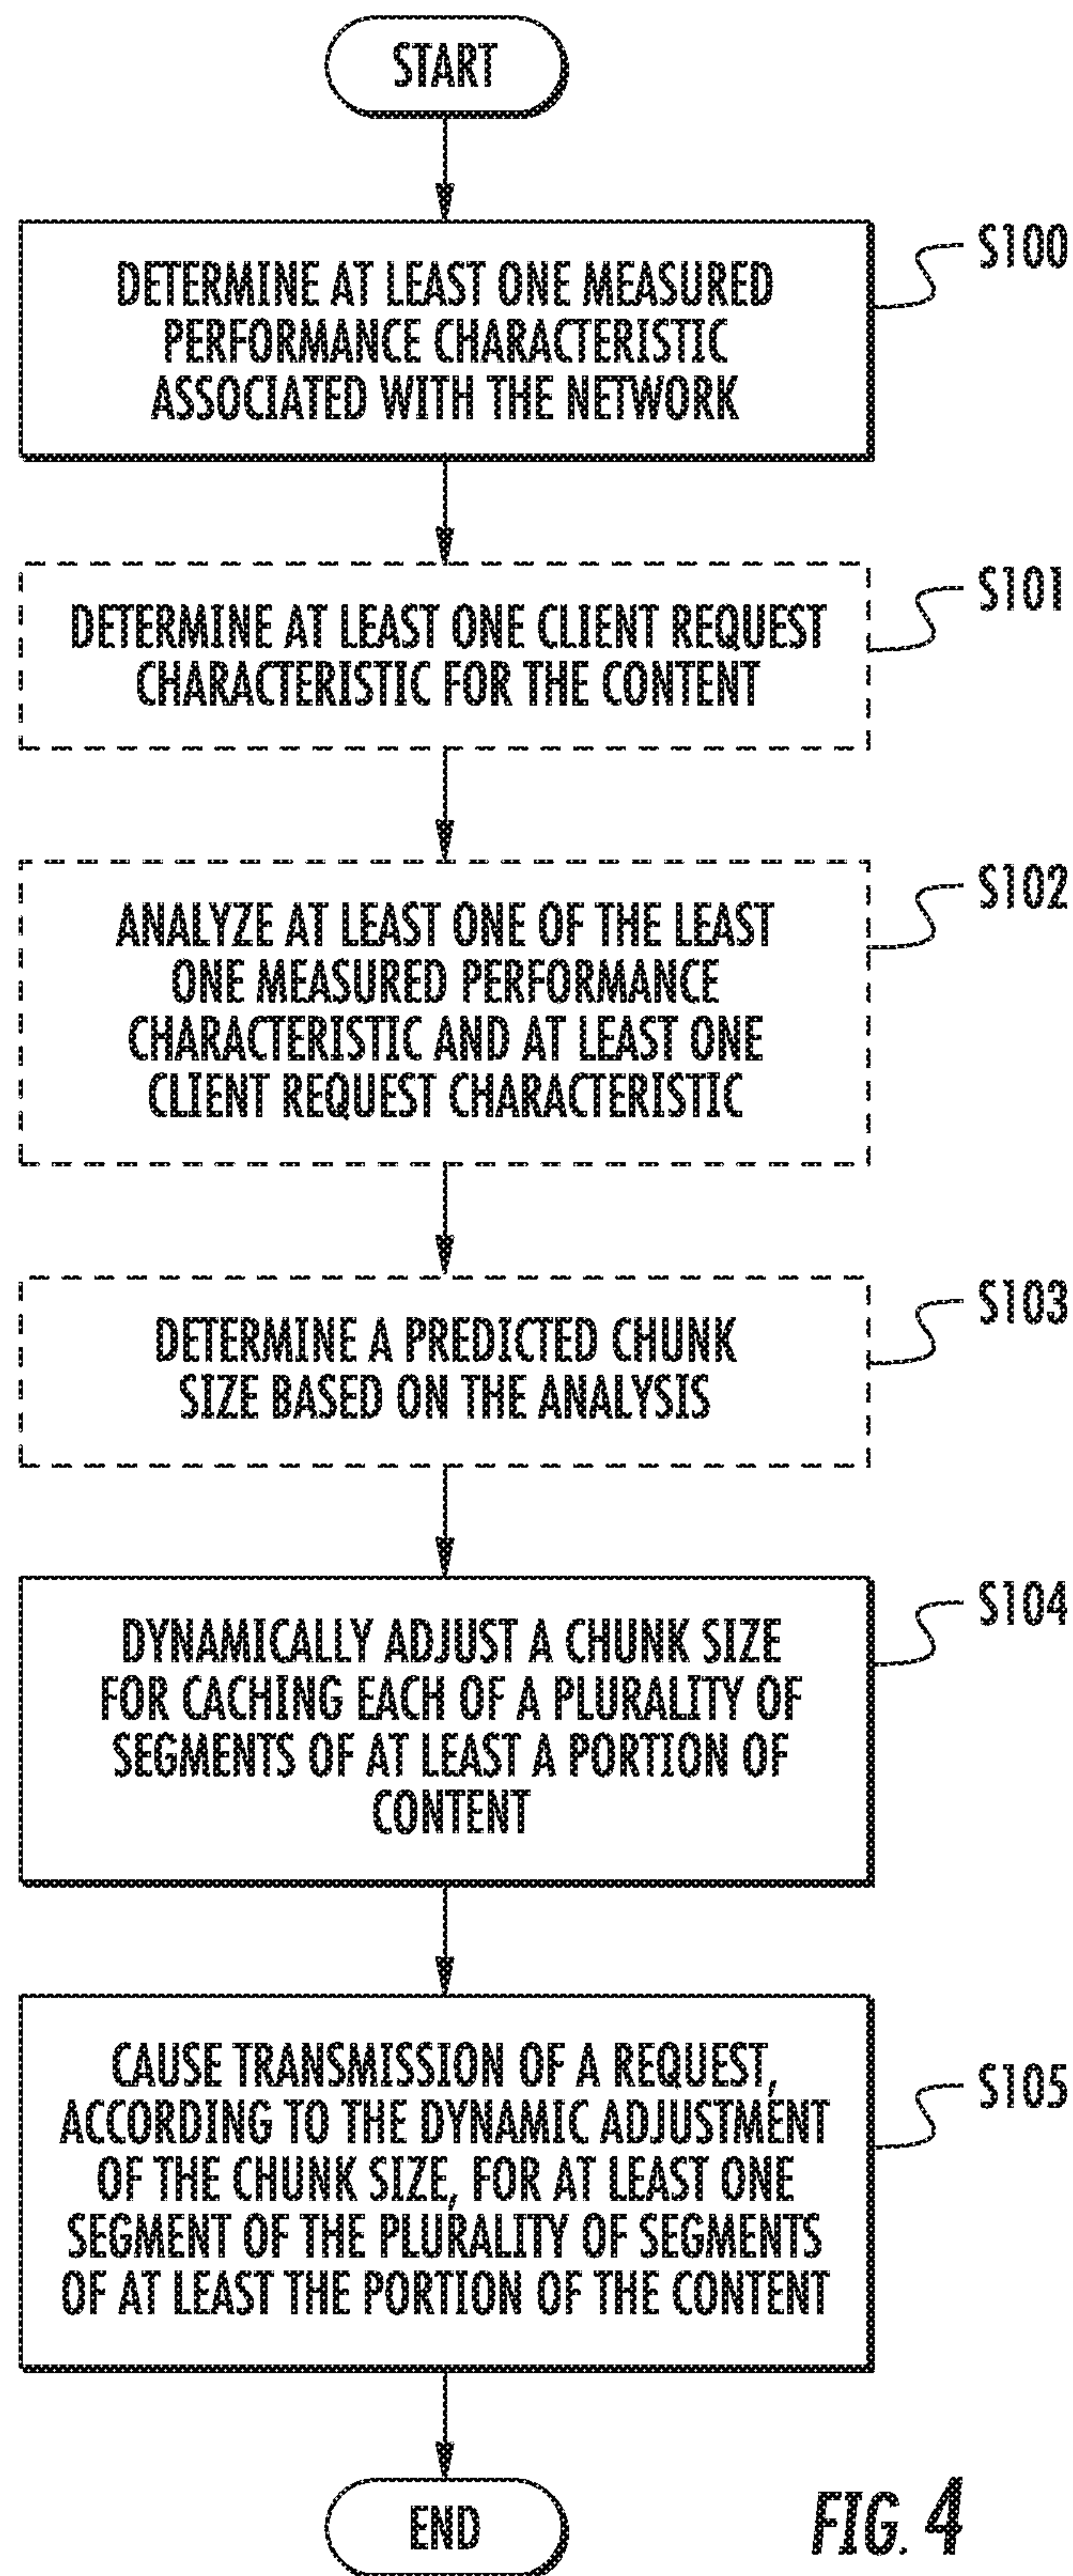 START
DETERMINE AT LEAST ONE MEASURED
PERFORMANCE CHARACTERISTIC
ASSOCIATED WITH THE NETWORK
S100
DETERMINE AT LEAST ONE CLIENT REQUEST
CHARACTERISTIC FOR THE CONTENT
S101
ANALYZE AT LEAST ONE OF THE LEAST
ONE MEASURED PERFORMANCE
CHARACTERISTIC AND AT LEAST ONE
CLIENT REQUEST CHARACTERISTIC
S102
DETERMINE A PREDICTED CHUNK
SIZE BASED ON THE ANALYSIS
S103
DYNAMICALLY ADJUST A CHUNK SIZE
FOR CACHING EACH OF A PLURALITY OF
SEGMENTS OF AT LEAST A PORTION OF
CONTENT
S104
CAUSE TRANSMISSION OF A REQUEST,
ACCORDING TO THE DYNAMIC ADJUSTMENT
OF THE CHUNK SIZE, FOR AT LEAST ONE
SEGMENT OF THE PLURALITY OF SEGMENTS
OF AT LEAST THE PORTION OF THE CONTENT
S105
END
FIG. 4